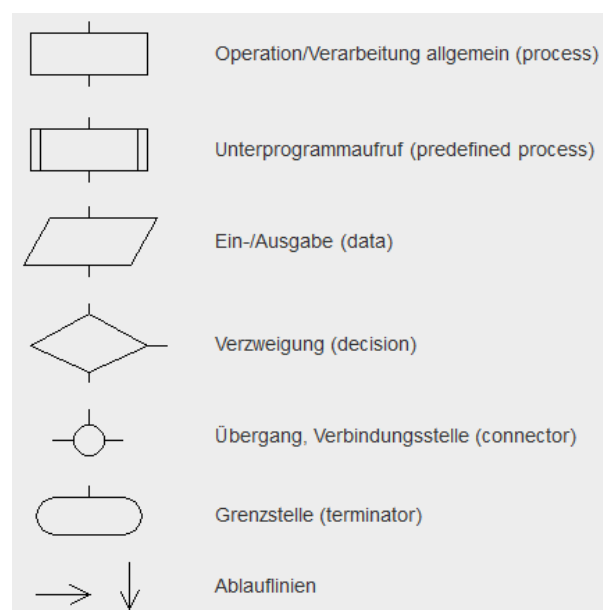 Operation/Verarbeitung allgemein (process)
Unterprogrammaufruf (predefined process)
Ein-/Ausgabe (data)
Verzweigung (decision)
Übergang, Verbindungsstelle (connector)
Grenzstelle (terminator)
Ablauflinien